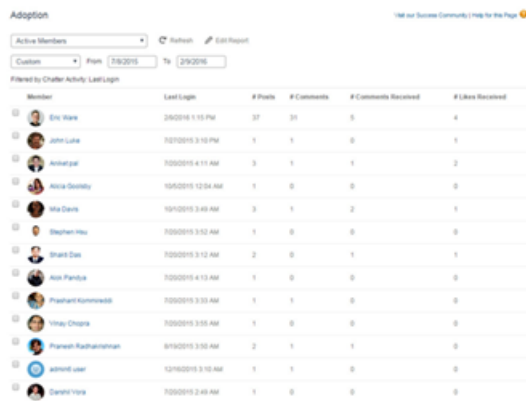 Adoption
Visit our Success Community | Help for this Page
Active Members Refresh Edit Report
Custom From 7/8/2015 To 2/9/2016
Filtered by Chatter Activity: Last Login
Member Last Login # Posts # Comments # Comments Received # Likes Received
Eric Ware 2/9/2016 1:15 PM 37 31 5 4
John Luke 7/27/2015 3:10 PM 1 1 0 1
Aniket pal 7/20/2015 4:11 AM 3 1 1 2
Alicia Goolsby 10/5/2015 12:04 AM 1 0 0 0
Mia Davis 10/1/2015 3:49 AM 3 1 2 1
Stephen Hsu 7/20/2015 3:52 AM 1 0 0 0
Shakti Das 7/20/2015 3:12 AM 2 0 1 1
Alok Pandya 7/20/2015 4:13 AM 1 0 0 0
Prashant Kommireddi 7/20/2015 3:33 AM 1 1 0 0
Vinay Chopra 7/20/2015 3:55 AM 1 0 0 0
Pranesh Radhakrishnan 8/19/2015 3:50 AM 2 1 1 0
admin6 user 12/16/2015 3:10 AM 1 1 0 0
Darshil Vora 7/20/2015 2:49 AM 1 0 0 0